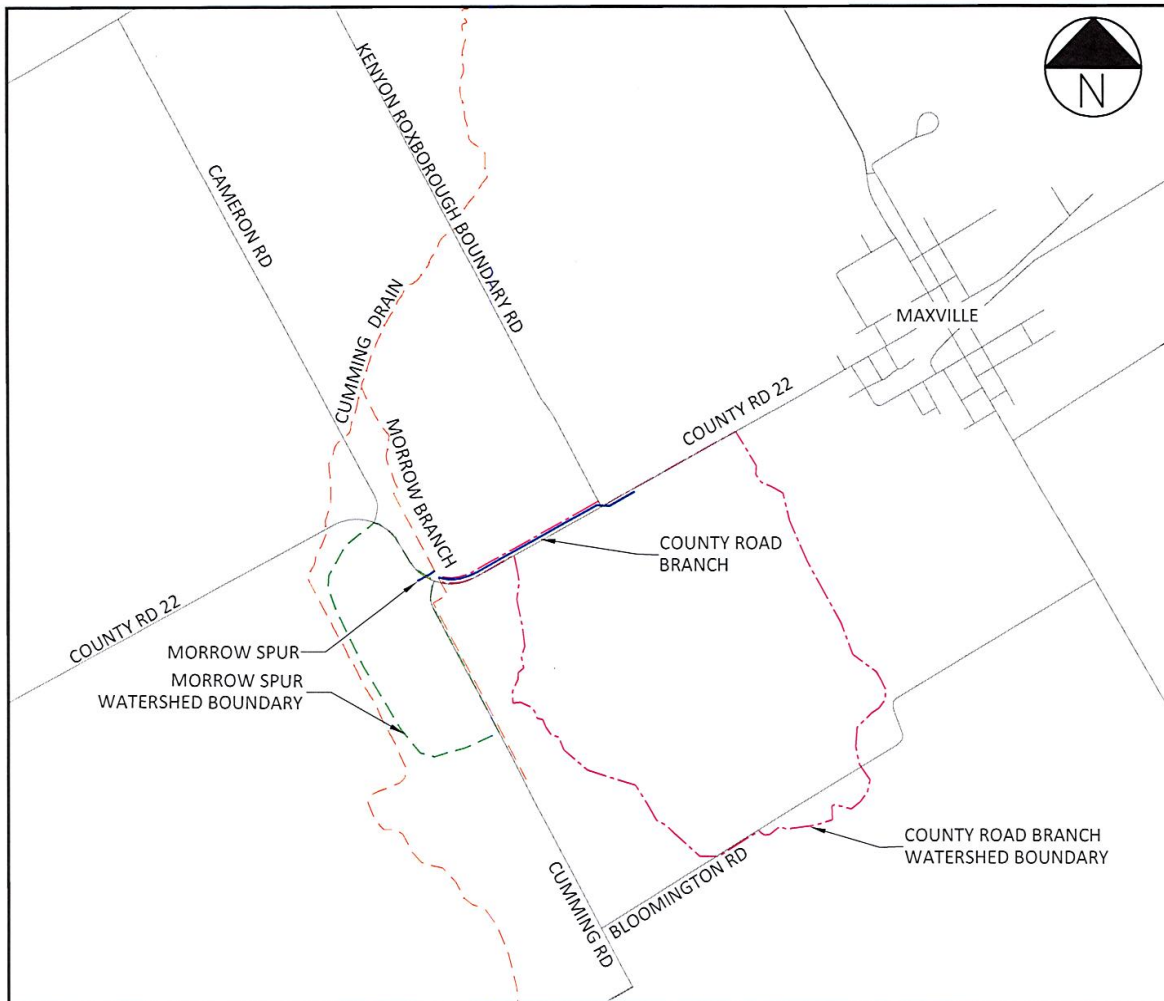 N
KENYON ROXBOROUGH BOUNDARY RD
CAMERON RD
CUMMING DRAIN
MAXVILLE
COUNTY RD 22
MORROW BRANCH
COUNTY ROAD
BRANCH
COUNTY RD 22
MORROW SPUR
MORROW SPUR
WATERSHED BOUNDARY
COUNTY ROAD BRANCH
WATERSHED BOUNDARY
BLOOMINGTON RD
CUMMING RD